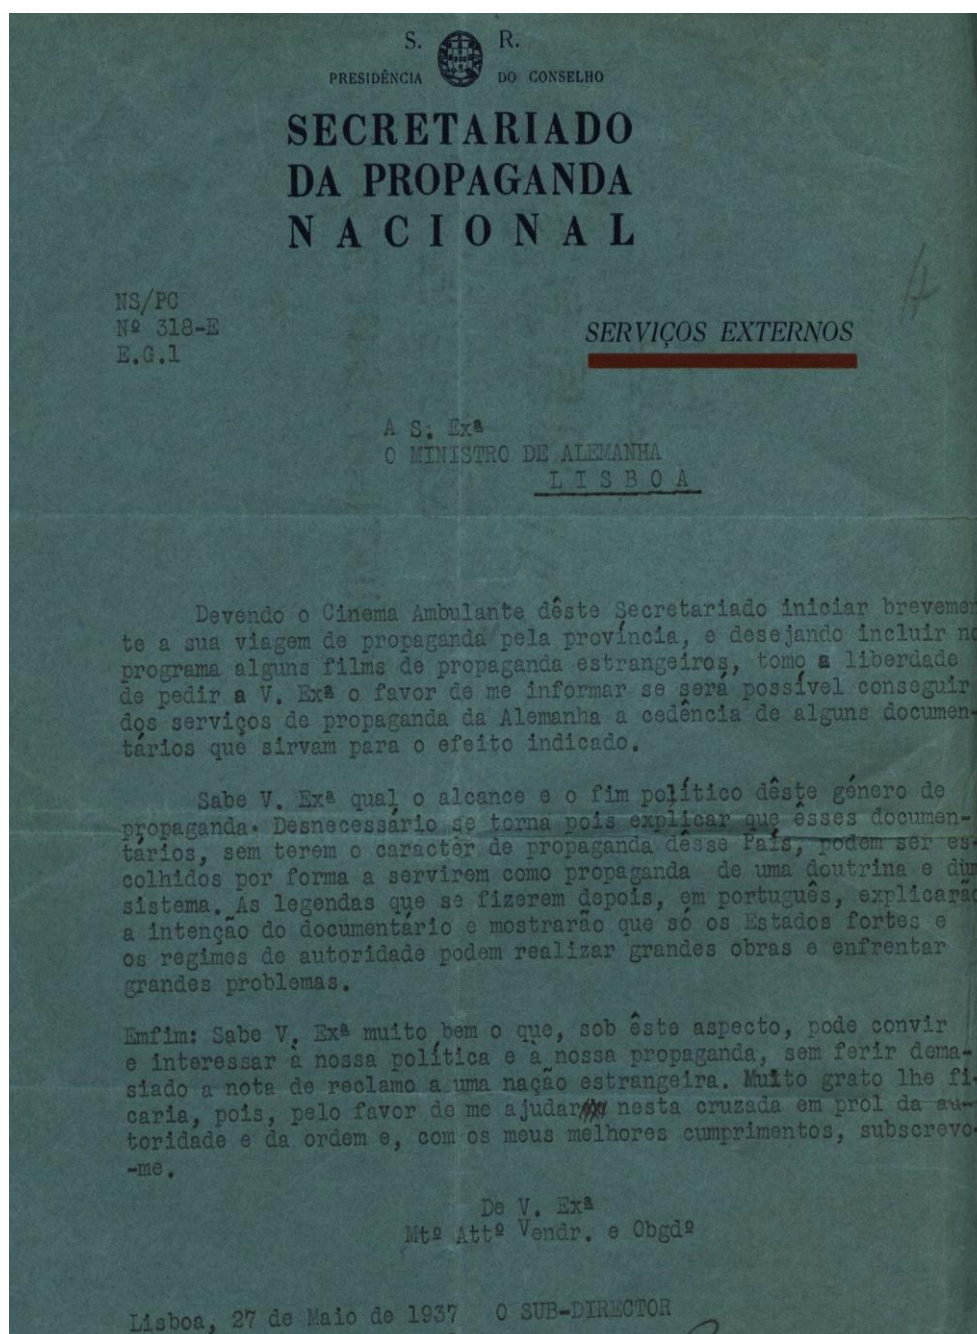 S. R.
PRESIDÊNCIA DO CONSELHO
SECRETARIADO
DA PROPAGANDA
NACIONAL
NS/PC
Nº 318-E
E.G.1
SERVIÇOS EXTERNOS
A S. Exª
O MINISTRO DE ALEMANHA
LISBOA
Devendo o Cinema Ambulante dêste Secretariado iniciar brevemen
te a sua viagem de propaganda pela província, e desejando incluir no
programa alguns films de propaganda estrangeiros, tomo a liberdade
de pedir a V. Exª o favor de me informar se será possível conseguir
dos serviços de propaganda da Alemanha a cedência de alguns documen-
tários que sirvam para o efeito indicado.
Sabe V. Exª qual o alcance e o fim político dêste género de
propaganda. Desnecessário se torna pois explicar que êsses documen-
tários, sem terem o caractêr de propaganda dêsse País, podem ser es-
colhidos por forma a servirem como propaganda de uma doutrina e dum
sistema. As legendas que se fizerem depois, em português, explicarão
a intenção do documentário e mostrarão que só os Estados fortes e
os regimes de autoridade podem realizar grandes obras e enfrentar
grandes problemas.
Emfim: Sabe V. Exª muito bem o que, sob êste aspecto, pode convir
e interessar à nossa política e à nossa propaganda, sem ferir dema-
siado a nota de reclamo a uma nação estrangeira. Muito grato lhe fi-
caria, pois, pelo favor de me ajudar nesta cruzada em prol da au-
toridade e da ordem e, com os meus melhores cumprimentos, subscrevo-
-me.
De V. Exª
Mtº Attº Vendr. e Obgdº
Lisboa, 27 de Maio de 1937 O SUB-DIRECTOR